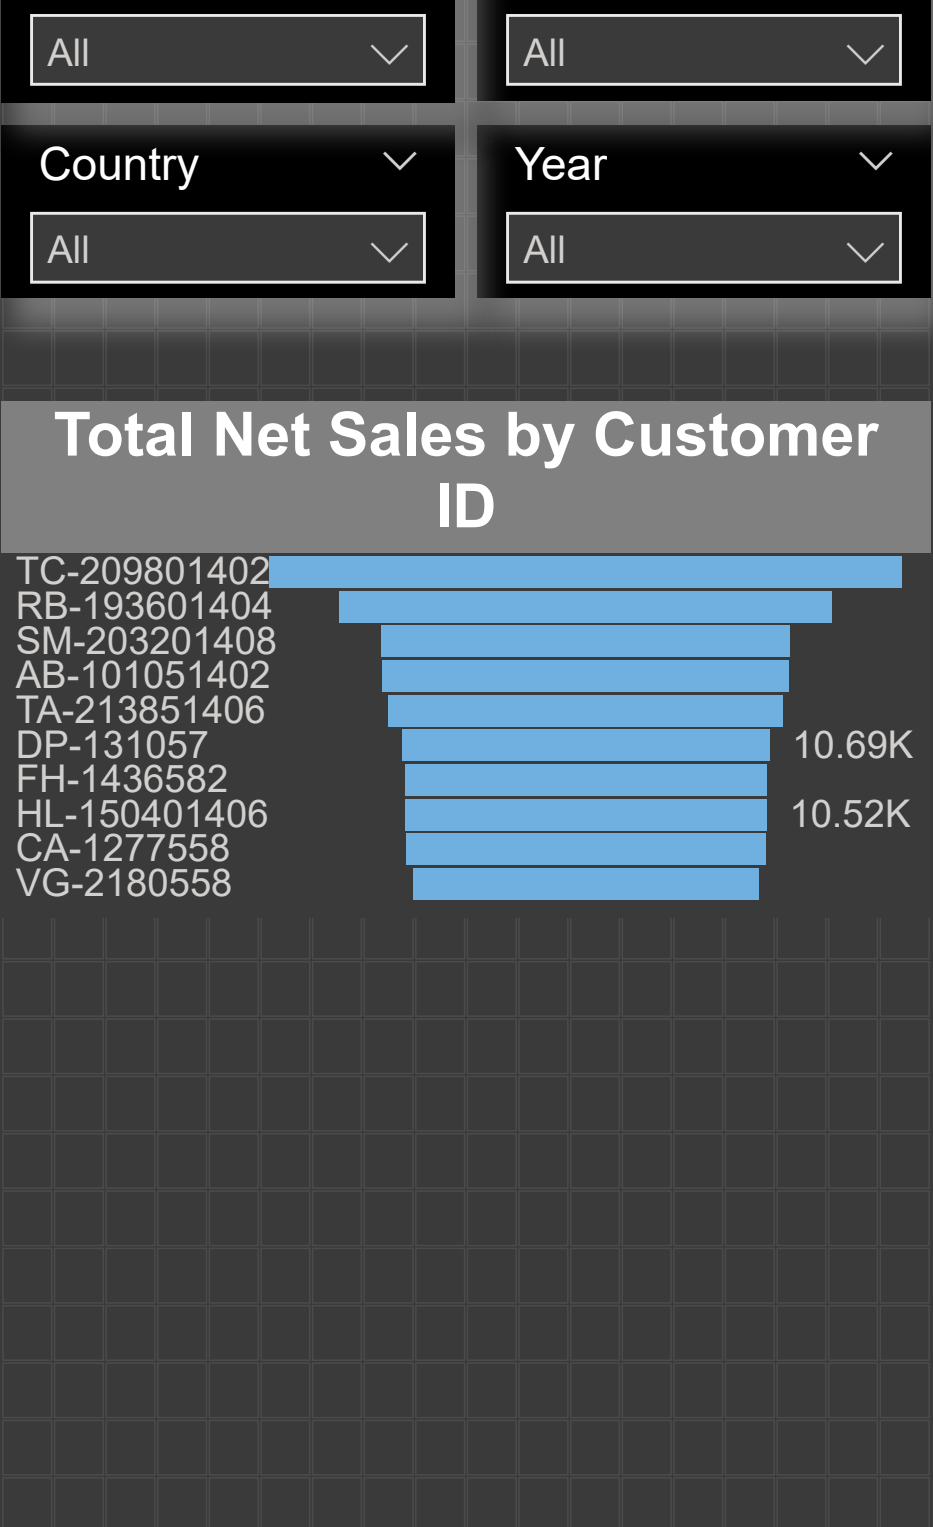 All
All
Country
Year
All
All
Total Net Sales by Customer
ID
TC-209801402
RB-193601404
SM-203201408
AB-101051402
TA-213851406
DP-131057
10.69K
FH-1436582
HL-150401406
10.52K
CA-1277558
VG-2180558